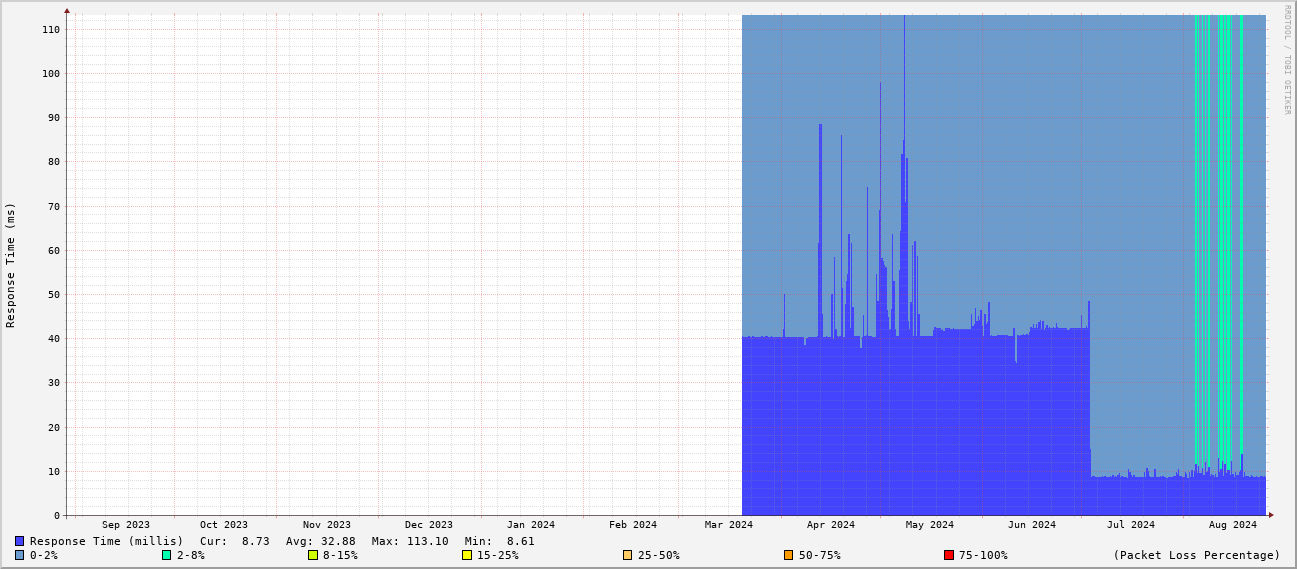 RRDTOOL / TOBI OETIKER
Response Time (ms)
110
100
90
80
70
60
50
40
30
20
10
0
Sep 2023 Oct 2023 Nov 2023 Dec 2023 Jan 2024 Feb 2024 Mar 2024 Apr 2024 May 2024 Jun 2024 Jul 2024 Aug 2024
Response Time (millis) Cur: 8.73 Avg: 32.88 Max: 113.10 Min: 8.61
0-2% 2-8% 8-15% 15-25% 25-50% 50-75% 75-100% (Packet Loss Percentage)